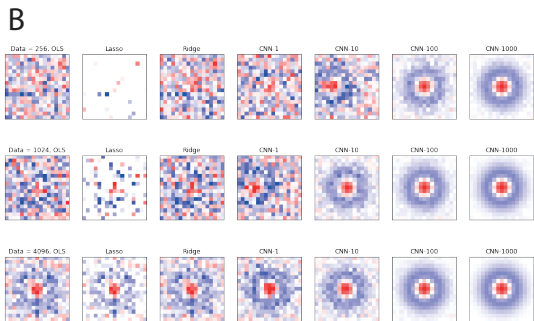 B
Data = 256, OLS Lasso Ridge CNN-1 CNN-10 CNN-100 CNN-1000
Data = 1024, OLS Lasso Ridge CNN-1 CNN-10 CNN-100 CNN-1000
Data = 4096, OLS Lasso Ridge CNN-1 CNN-10 CNN-100 CNN-1000